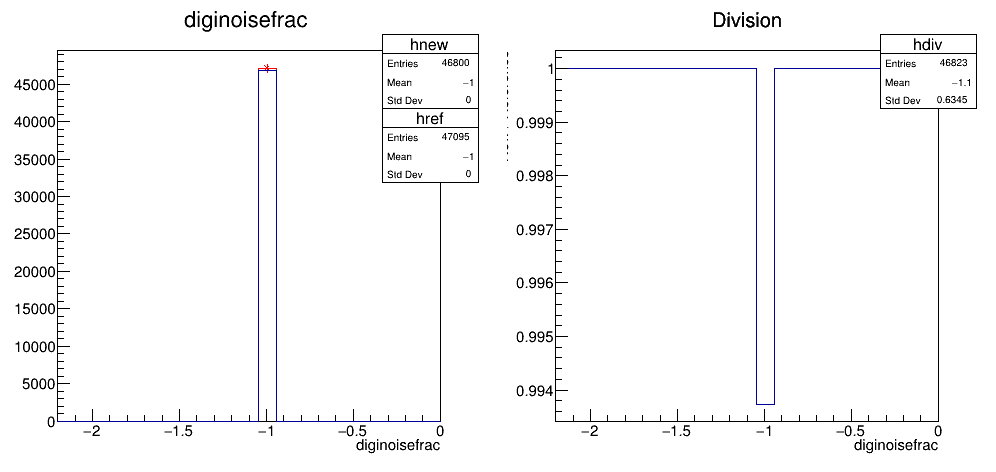 diginoisefrac
hnew
Entries 46800
Mean −1
Std Dev 0
href
Entries 47095
Mean −1
Std Dev 0
45000
40000
35000
30000
25000
20000
15000
10000
5000
0
−2 −1.5 −1 −0.5 0
diginoisefrac
Division
hdiv
Entries 46823
Mean −1.1
Std Dev 0.6345
1
0.999
0.998
0.997
0.996
0.995
0.994
−2 −1.5 −1 −0.5 0
diginoisefrac